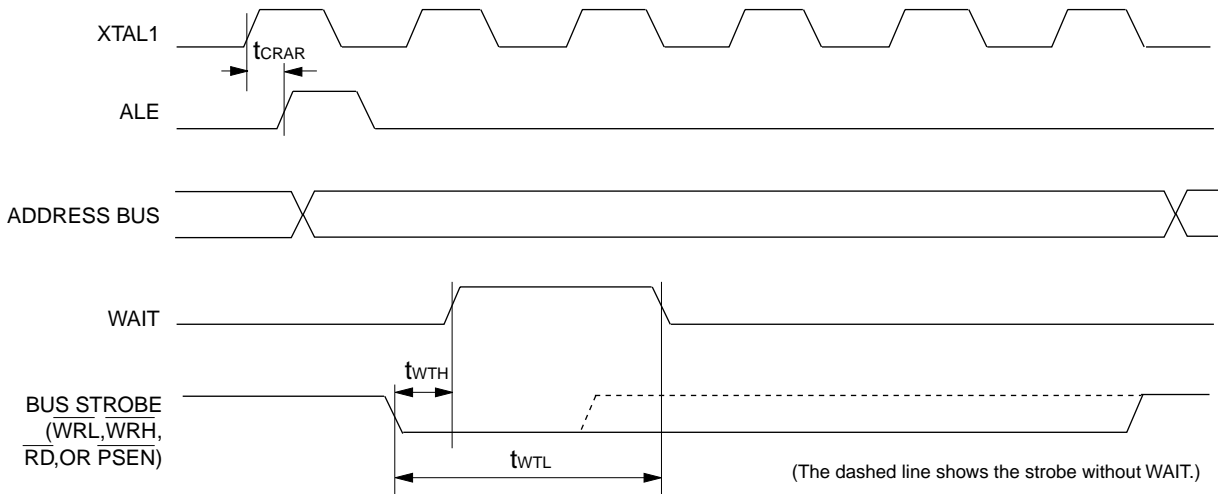 XTAL1
tCRAR
ALE
ADDRESS BUS
WAIT
tWTH
BUS STROBE
(WRL,WRH,
RD,OR PSEN)
tWTL
(The dashed line shows the strobe without WAIT.)